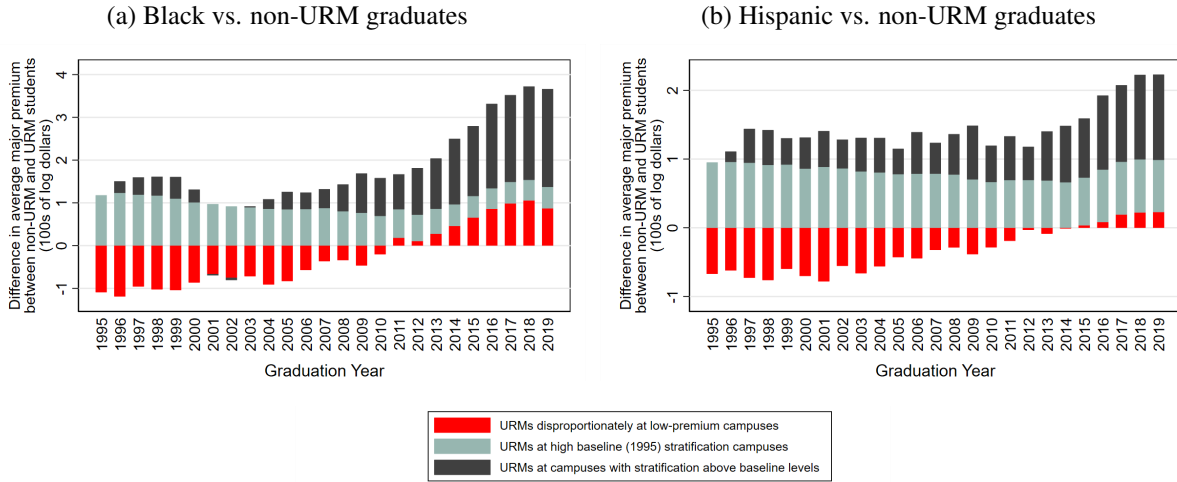 (a) Black vs. non-URM graduates
Difference in average major premium
between non-URM and URM students
(100s of log dollars)
4
3
2
1
0
-1
1995 1996 1997 1998 1999 2000 2001 2002 2003 2004 2005 2006 2007 2008 2009 2010 2011 2012 2013 2014 2015 2016 2017 2018 2019
Graduation Year
(b) Hispanic vs. non-URM graduates
Difference in average major premium
between non-URM and URM students
(100s of log dollars)
2
1
0
-1
1995 1996 1997 1998 1999 2000 2001 2002 2003 2004 2005 2006 2007 2008 2009 2010 2011 2012 2013 2014 2015 2016 2017 2018 2019
Graduation Year
URMs disproportionately at low-premium campuses
URMs at high baseline (1995) stratification campuses
URMs at campuses with stratification above baseline levels